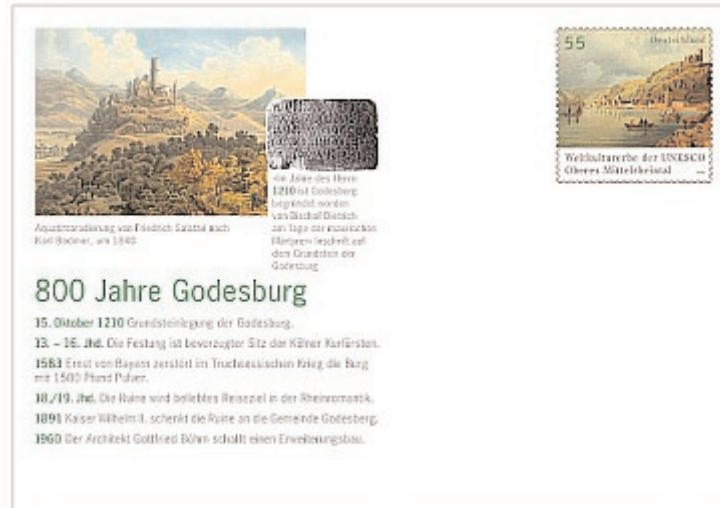 55
Deutschland
Weltkulturerbe der UNESCO
Oberes Mittelrheintal
«Im Jahre des Herrn
1210 ist Godesberg
begründet worden
von Bischof Dietrich
am Tage der maurischen
Märtyrer» Inschrift auf
dem Grundstein der
Godesburg
Aquatintaradierung von Friedrich Salathé nach
Karl Bodmer, um 1840
800 Jahre Godesburg
15. Oktober 1210 Grundsteinlegung der Godesburg.
13. – 16. Jhd. Die Festung ist bevorzugter Sitz der Kölner Kurfürsten.
1583 Ernst von Bayern zerstört im Truchsessischen Krieg die Burg
mit 1500 Pfund Pulver.
18./19. Jhd. Die Ruine wird beliebtes Reiseziel in der Rheinromantik.
1891 Kaiser Wilhelm II. schenkt die Ruine an die Gemeinde Godesberg.
1960 Der Architekt Gottfried Böhm schafft einen Erweiterungsbau.